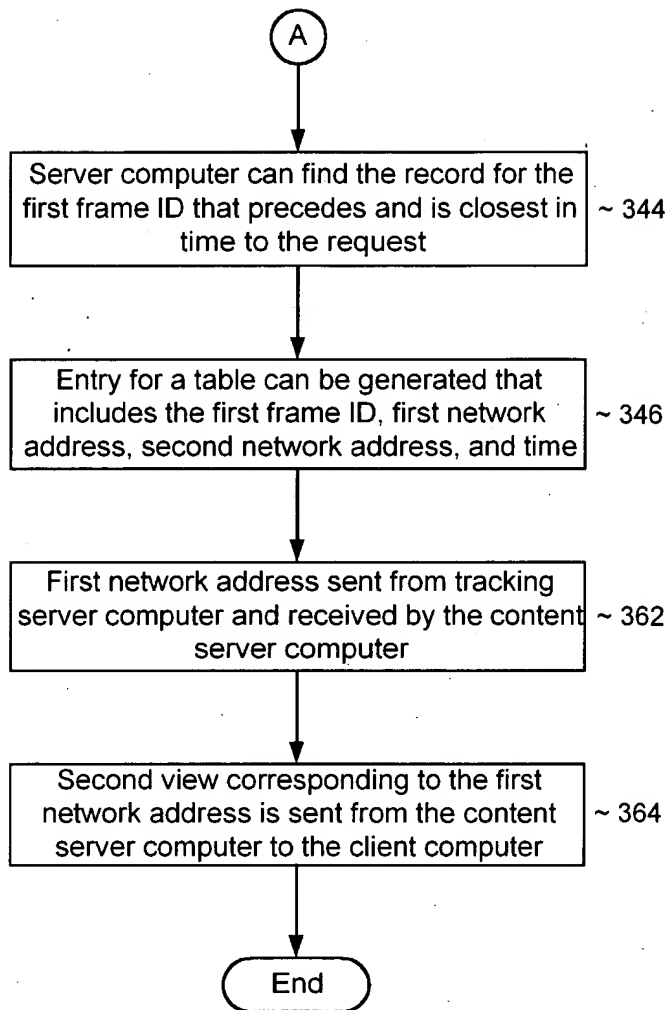 A
Server computer can find the record for the
first frame ID that precedes and is closest in
time to the request
~ 344
Entry for a table can be generated that
includes the first frame ID, first network
address, second network address, and time
~ 346
First network address sent from tracking
server computer and received by the content
server computer
~ 362
Second view corresponding to the first
network address is sent from the content
server computer to the client computer
~ 364
End